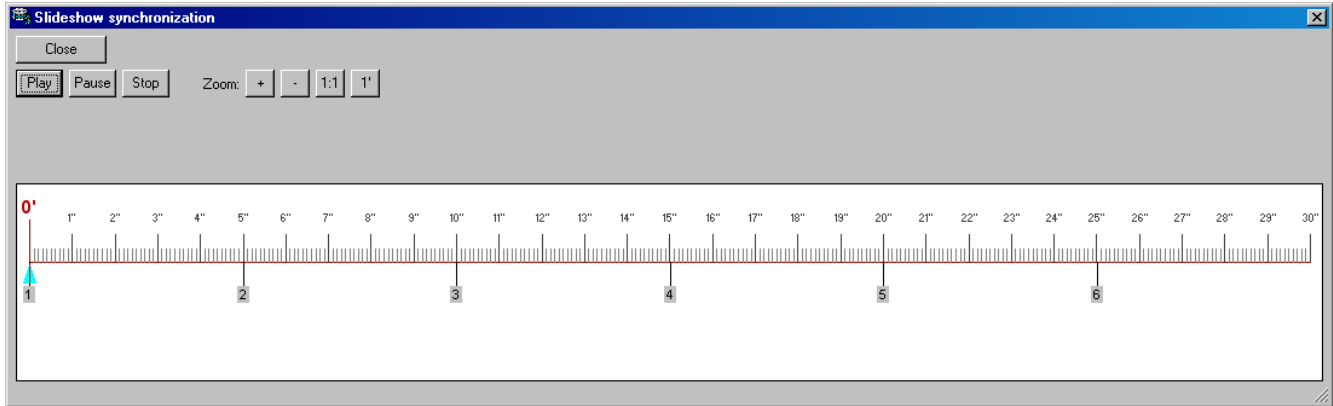 Slideshow synchronization
Close
Play Pause Stop Zoom: + - 1:1 1'
0' 1" 2" 3" 4" 5" 6" 7" 8" 9" 10" 11" 12" 13" 14" 15" 16" 17" 18" 19" 20" 21" 22" 23" 24" 25" 26" 27" 28" 29" 30"
1 2 3 4 5 6